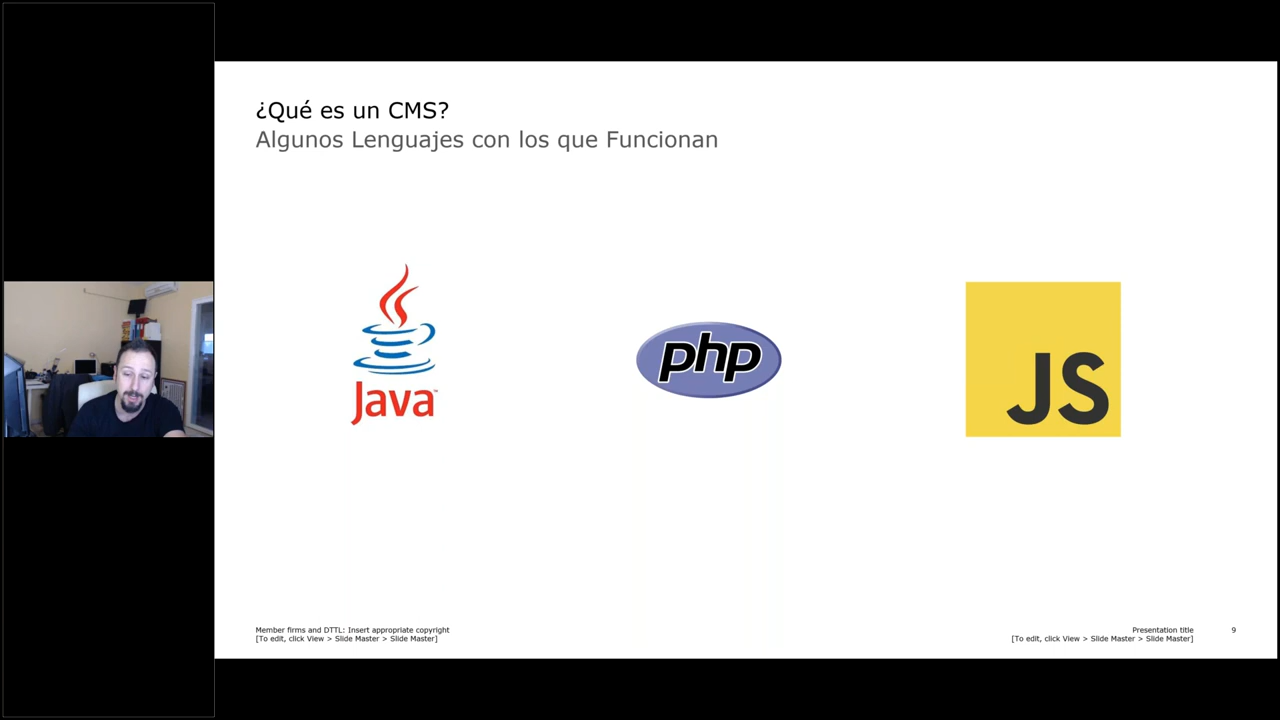 ¿Qué es un CMS?
Algunos Lenguajes con los que Funcionan
Java™
php
JS
Member firms and DTTL: Insert appropriate copyright
[To edit, click View > Slide Master > Slide Master]
Presentation title
[To edit, click View > Slide Master > Slide Master]
9